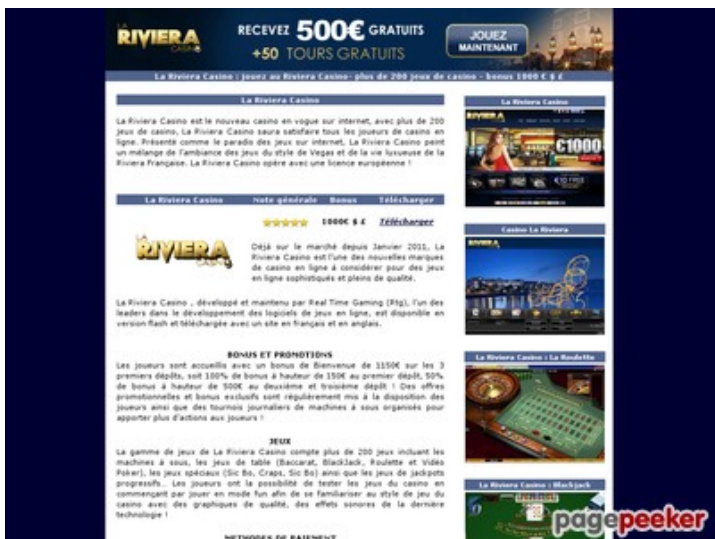 LA RIVIERA CASINO
RECEVEZ 500€ GRATUITS
+50 TOURS GRATUITS
JOUEZ MAINTENANT
La Riviera Casino : jouez au Riviera Casino- plus de 200 jeux de casino - bonus 1000 € $ £
La Riviera Casino
La Riviera Casino est le nouveau casino en vogue sur internet, avec plus de 200
jeux de casino, La Riviera Casino saura satisfaire tous les joueurs de casino en
ligne. Présenté comme le paradis des jeux sur internet, La Riviera Casino peint
un mélange de l'ambiance des jeux du style de Vegas et de la vie luxueuse de la
Riviera Française. La Riviera Casino opère avec une licence européenne !
La Riviera Casino Note générale Bonus Télécharger
1000€ $ £ Télécharger
LA RIVIERA CASINO
Déjà sur le marché depuis Janvier 2011, La
Riviera Casino est l'une des nouvelles marques
de casino en ligne à considérer pour des jeux
en ligne sophistiqués et pleins de qualité.
La Riviera Casino , développé et maintenu par Real Time Gaming (Rtg), l'un des
leaders dans le développement des logiciels de jeux en ligne, est disponible en
version flash et téléchargée avec un site en français et en anglais.
BONUS ET PROMOTIONS
Les joueurs sont accueillis avec un bonus de Bienvenue de 1150€ sur les 3
premiers dépôts, soit 100% de bonus à hauteur de 150€ au premier dépôt, 50%
de bonus à hauteur de 500€ au deuxième et troisième dépôt ! Des offres
promotionnelles et bonus exclusifs sont régulièrement mis à la disposition des
joueurs ainsi que des tournois journaliers de machines à sous organisés pour
apporter plus d'actions aux joueurs !
JEUX
La gamme de jeux de La Riviera Casino compte plus de 200 jeux incluant les
machines à sous, les jeux de table (Baccarat, BlackJack, Roulette et Vidéo
Poker), les jeux spéciaux (Sic Bo, Craps, Sic Bo) ainsi que les jeux de jackpots
progressifs... Les joueurs ont la possibilité de tester les jeux du casino en
commençant par jouer en mode fun afin de se familiariser au style de jeu du
casino avec des graphiques de qualité, des effets sonores de la dernière
technologie !
METHODES DE PAIEMENT
La Riviera Casino
RIVIERA
€1000
€10 FREE
Casino La Riviera
RIVIERA
La Riviera Casino : La Roulette
La Riviera Casino : Blackjack
pagepeeker